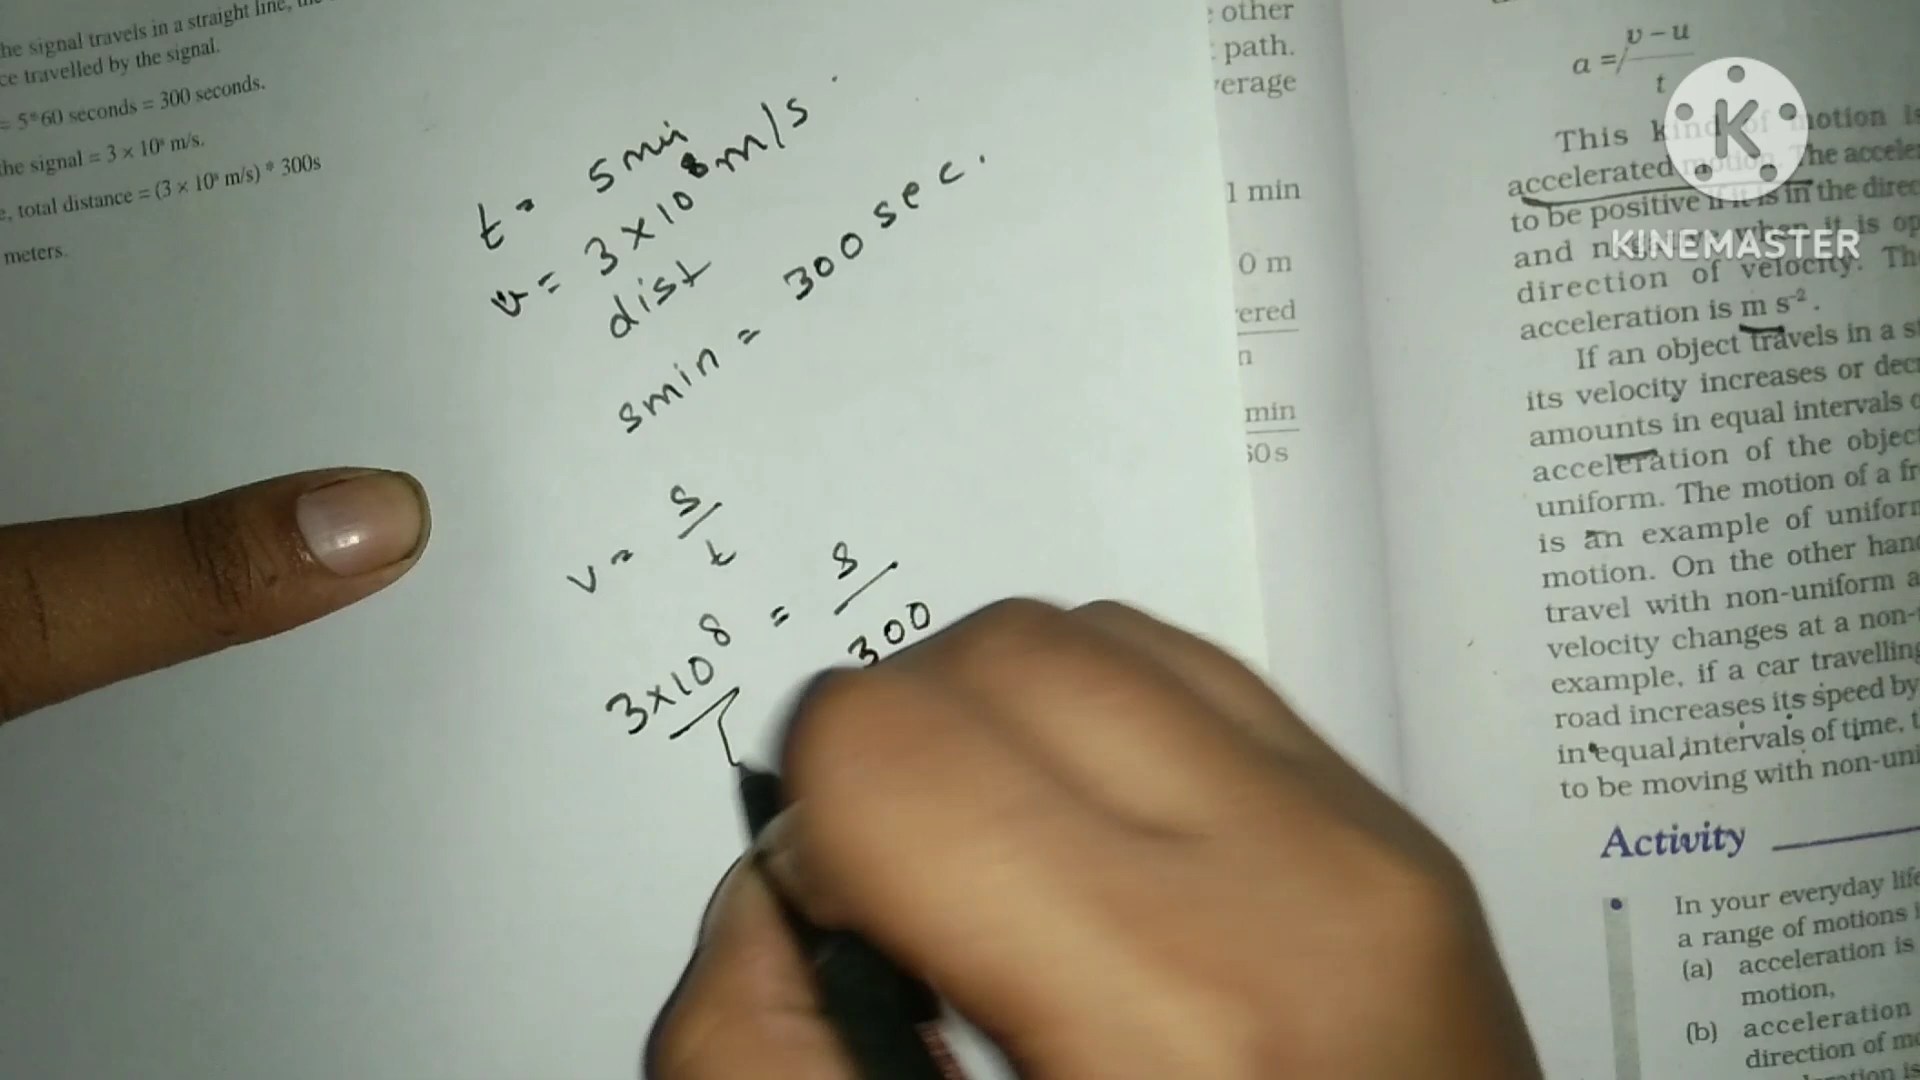 he signal travels in a straight line,
ce travelled by the signal.
= 5*60 seconds = 300 seconds.
the signal = 3 × 10⁸ m/s.
e, total distance = (3 × 10⁸ m/s) * 300s
meters.
t = 5min
v = 3×10⁸m/s
dist
5min = 300 sec.
v = s/t
3×10⁸ = s/300
other
path.
erage
1 min
0 m
ered
n
min
60s
a = v – u / t
This kind of motion is
accelerated motion. The acceler
to be positive if it is in the direc
and negative when it is op
direction of velocity. The
acceleration is m s⁻².
If an object travels in a s
its velocity increases or decr
amounts in equal intervals o
acceleration of the objec
uniform. The motion of a fr
is an example of uniform
motion. On the other hand
travel with non-uniform a
velocity changes at a non-
example, if a car travelling
road increases its speed by
in equal intervals of time, t
to be moving with non-uni
Activity
• In your everyday life
a range of motions i
(a) acceleration is
motion,
(b) acceleration
direction of mo
K
KINEMASTER